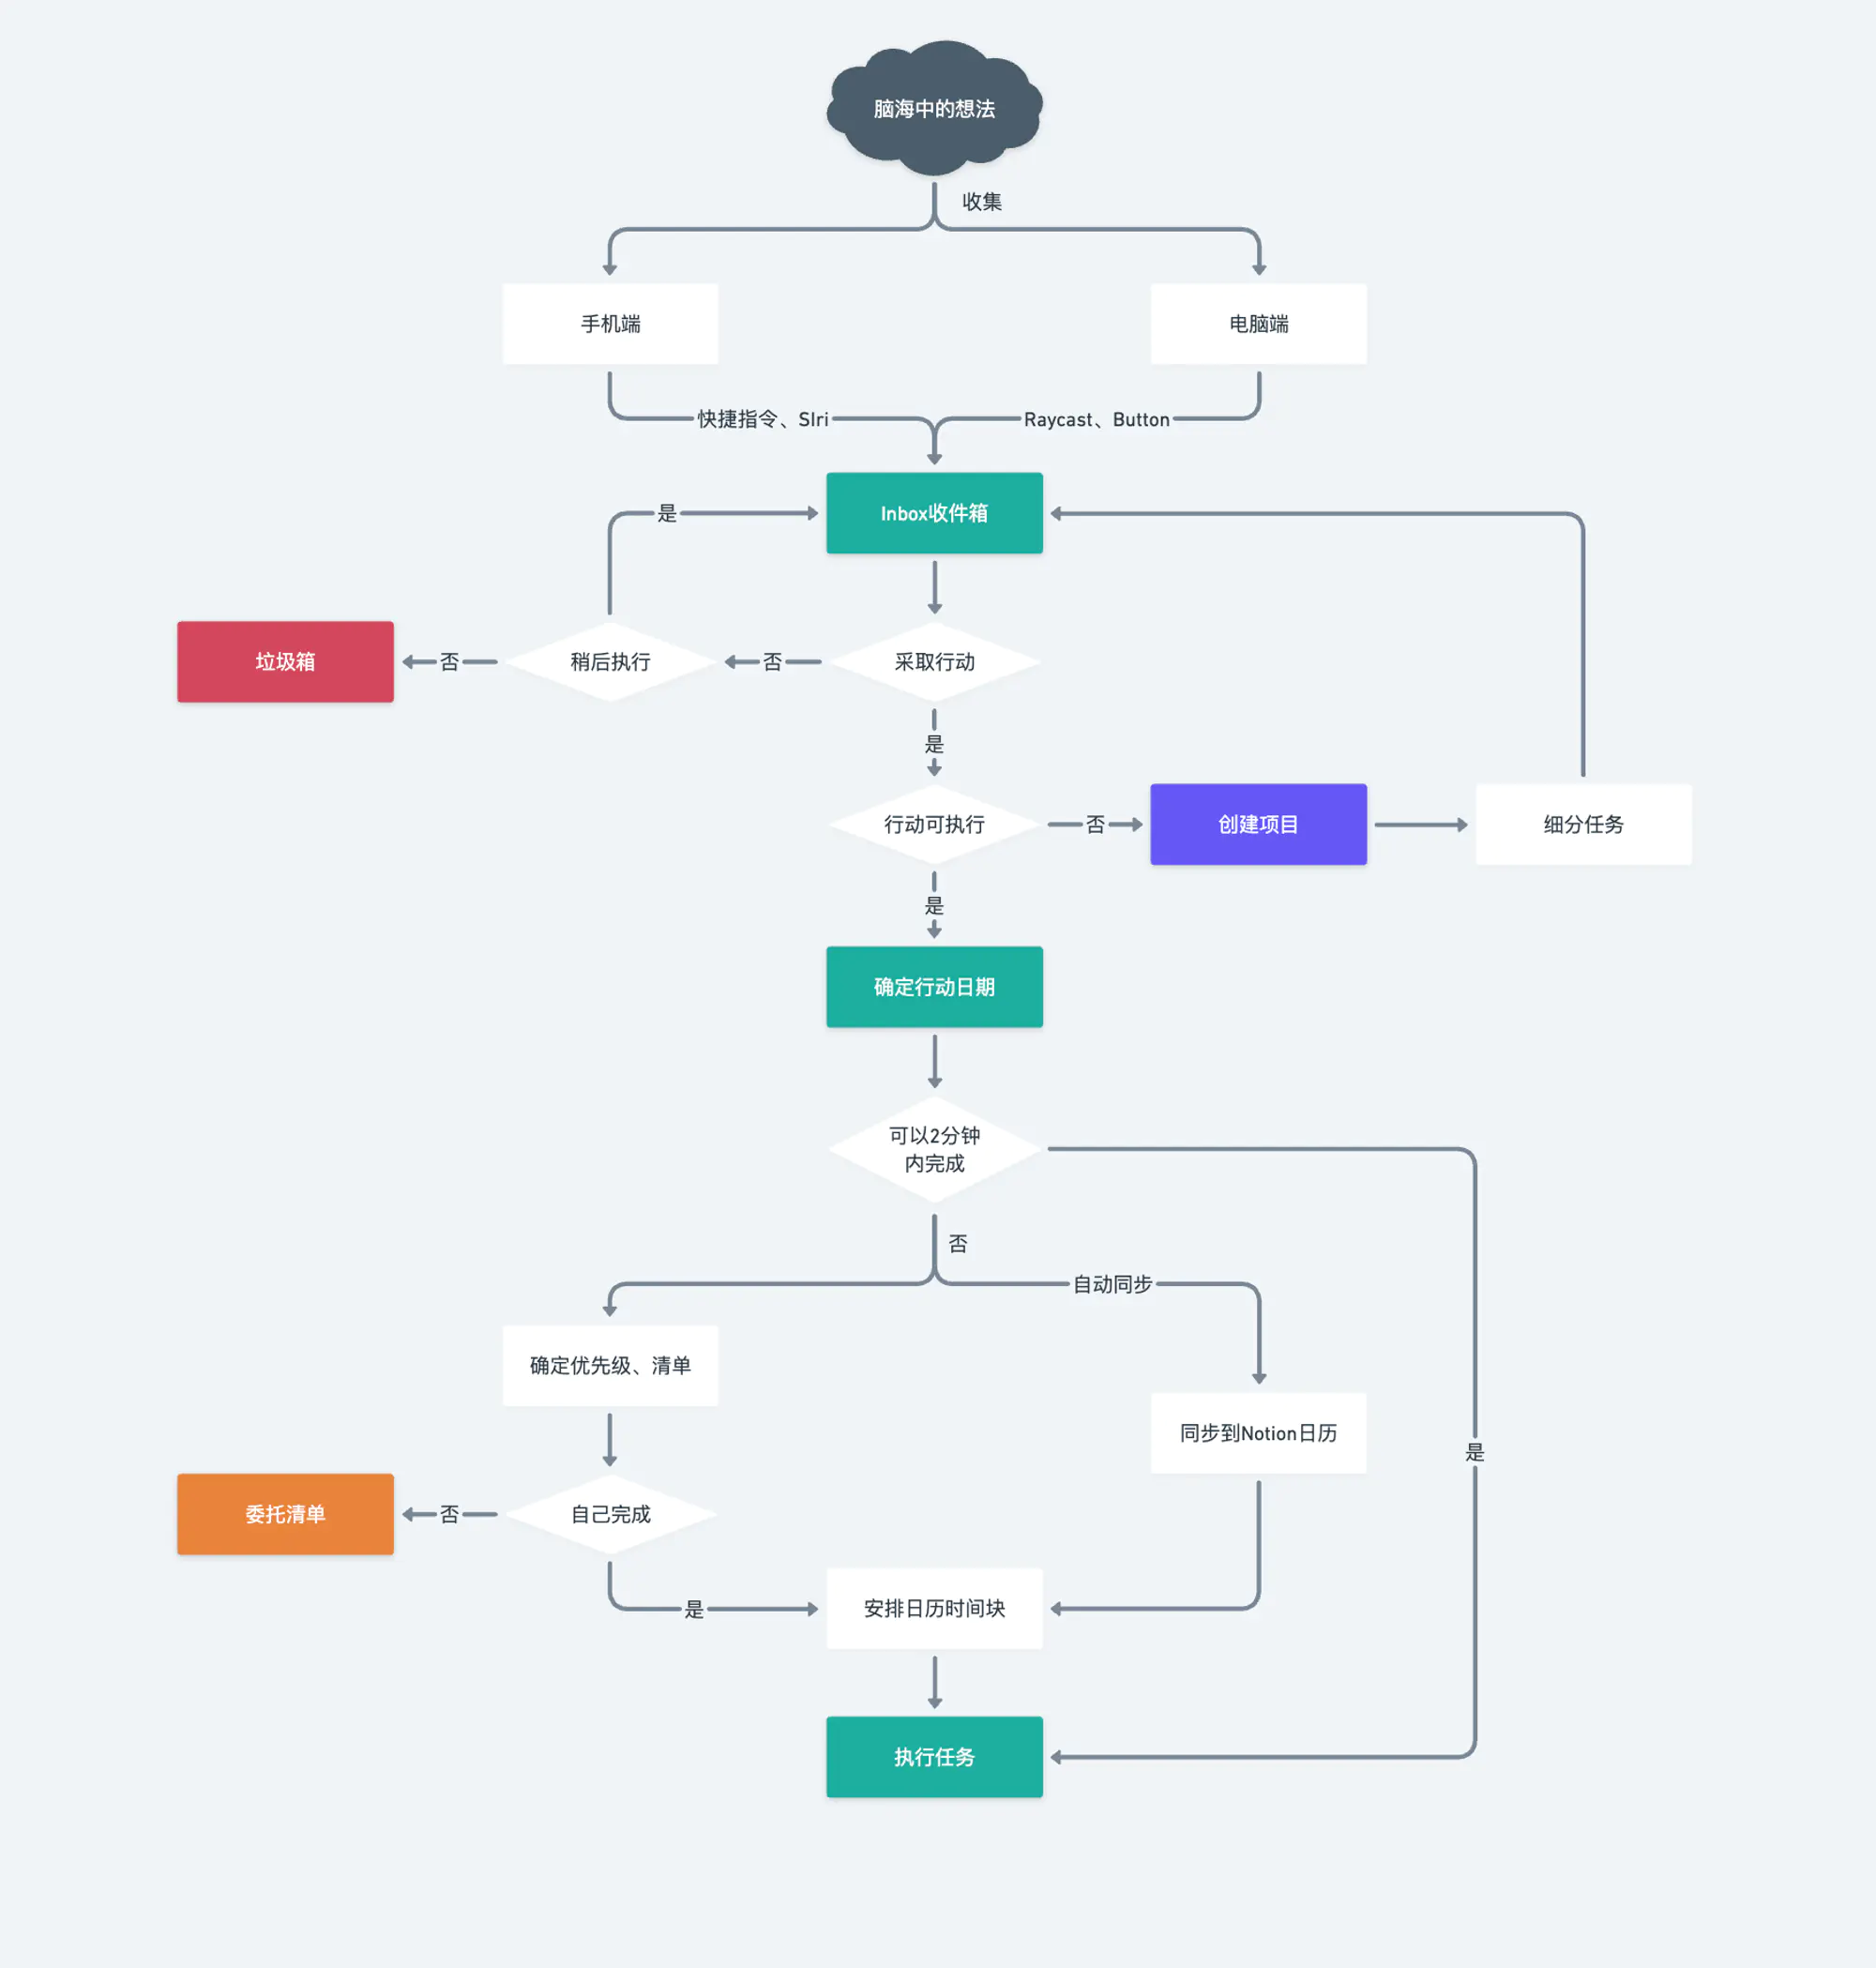 脑海中的想法
收集
手机端
电脑端
快捷指令、SIri
Raycast、Button
Inbox收件箱
是
垃圾箱
否
稍后执行
否
采取行动
是
行动可执行
否
创建项目
细分任务
是
确定行动日期
可以2分钟
内完成
否
自动同步
确定优先级、清单
同步到Notion日历
是
委托清单
否
自己完成
是
安排日历时间块
执行任务